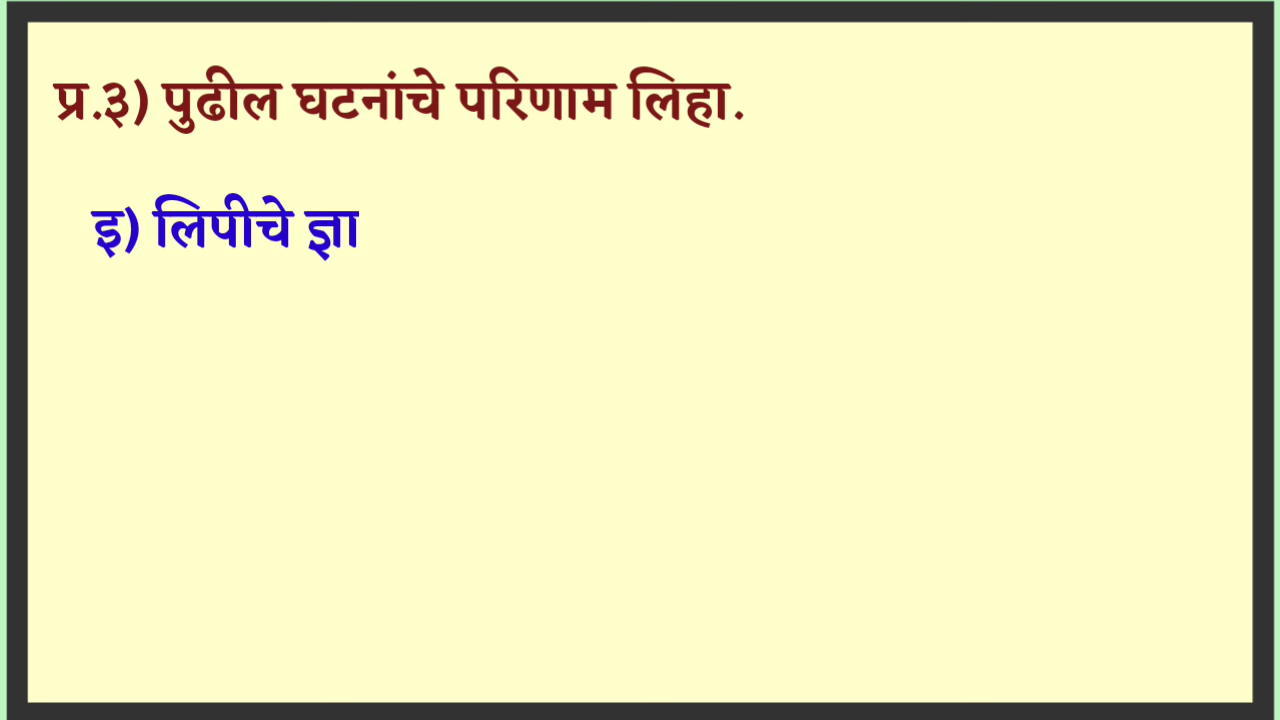 प्र.३) पुढील घटनांचे परिणाम लिहा.
इ) लिपीचे ज्ञा